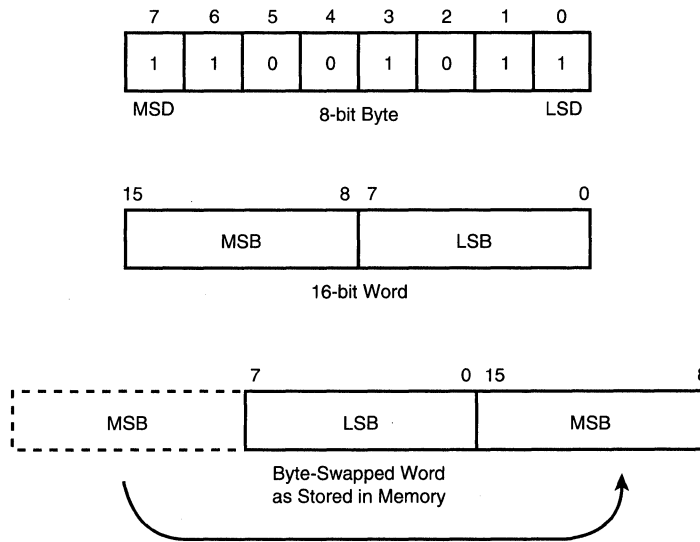 7 6 5 4 3 2 1 0
1 1 0 0 1 0 1 1
MSD 8-bit Byte LSD
15 8 7 0
MSB LSB
16-bit Word
7 0 15 8
MSB LSB MSB
Byte-Swapped Word
as Stored in Memory